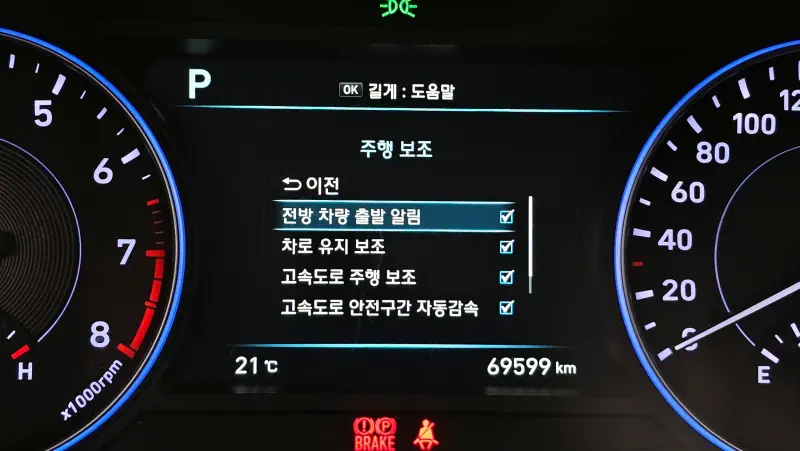 P
OK 길게 : 도움말
주행 보조
이전
전방 차량 출발 알림
차로 유지 보조
고속도로 주행 보조
고속도로 안전구간 자동감속
21 ℃
69599 km
5
6
7
8
H
x1000rpm
120
100
80
60
40
20
0
E
BRAKE
P